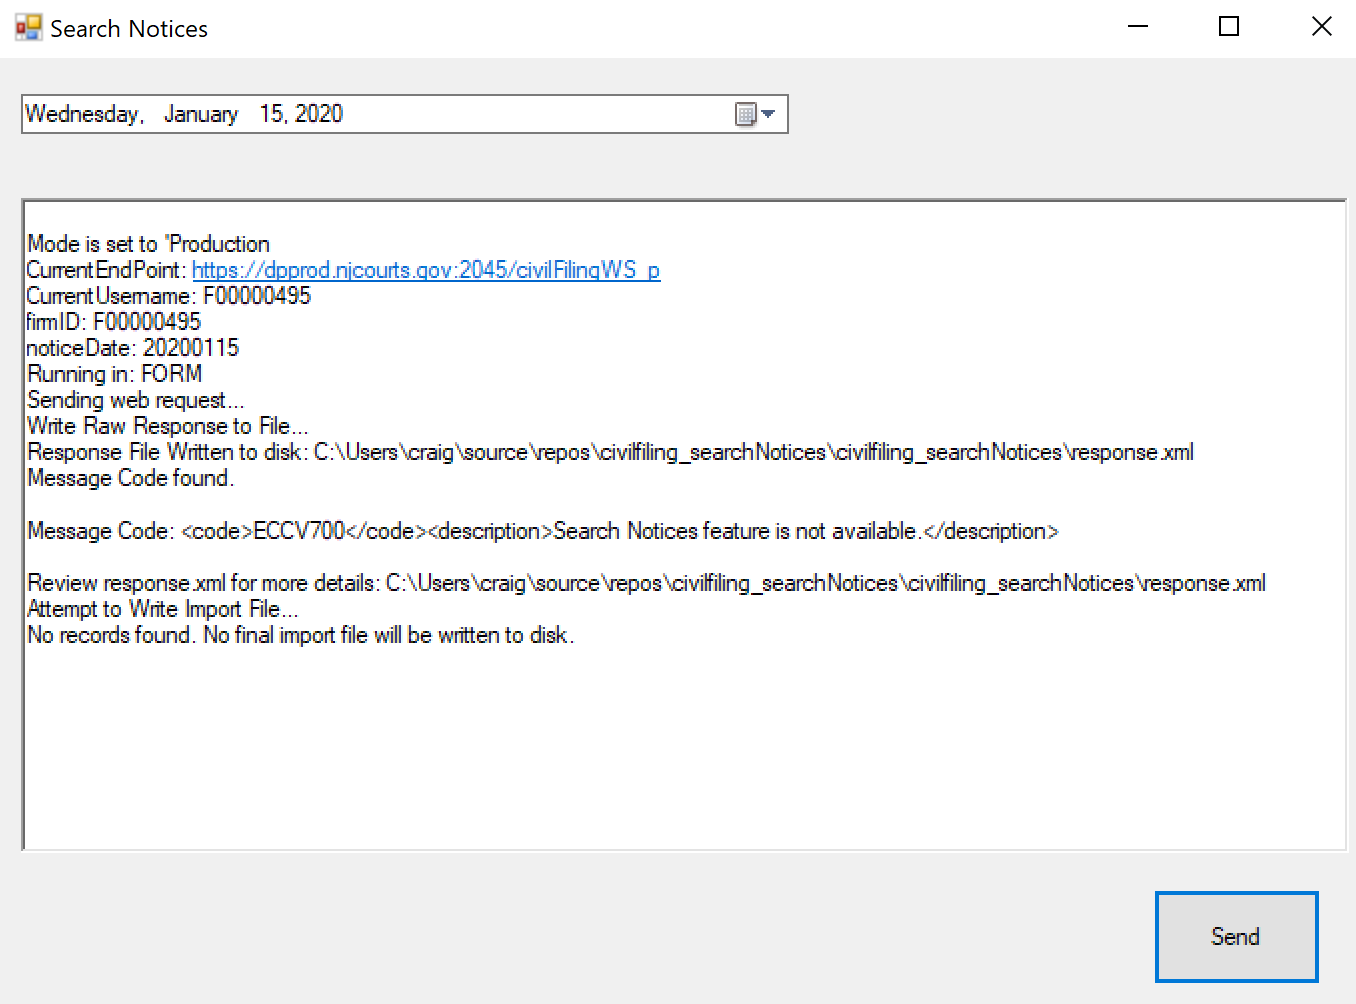 Search Notices
Wednesday, January 15, 2020
Mode is set to 'Production
CurrentEndPoint: https://dpprod.njcourts.gov:2045/civilFilingWS_p
CurrentUsername: F00000495
firmID: F00000495
noticeDate: 20200115
Running in: FORM
Sending web request...
Write Raw Response to File...
Response File Written to disk: C:\Users\craig\source\repos\civilfiling_searchNotices\civilfiling_searchNotices\response.xml
Message Code found.
Message Code: <code>ECCV700</code><description>Search Notices feature is not available.</description>
Review response.xml for more details: C:\Users\craig\source\repos\civilfiling_searchNotices\civilfiling_searchNotices\response.xml
Attempt to Write Import File...
No records found. No final import file will be written to disk.
Send